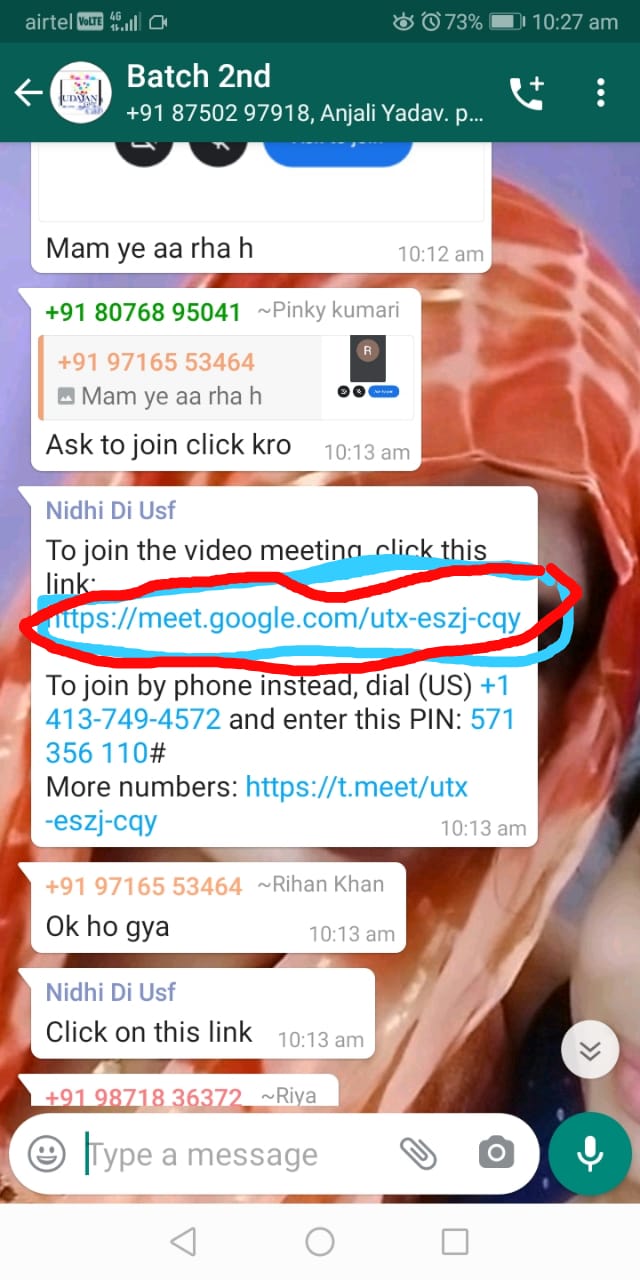 airtel VoLTE 4G 73% 10:27 am
Batch 2nd
+91 87502 97918, Anjali Yadav. p...
Mam ye aa rha h
10:12 am
+91 80768 95041 ~Pinky kumari
+91 97165 53464
R
Mam ye aa rha h
Ask to join click kro 10:13 am
Nidhi Di Usf
To join the video meeting, click this
link:
https://meet.google.com/utx-eszj-cqy
To join by phone instead, dial (US) +1
413-749-4572 and enter this PIN: 571
356 110#
More numbers: https://t.meet/utx
-eszj-cqy
10:13 am
+91 97165 53464 ~Rihan Khan
Ok ho gya 10:13 am
Nidhi Di Usf
Click on this link 10:13 am
+91 98718 36372 ~Riya
Type a message